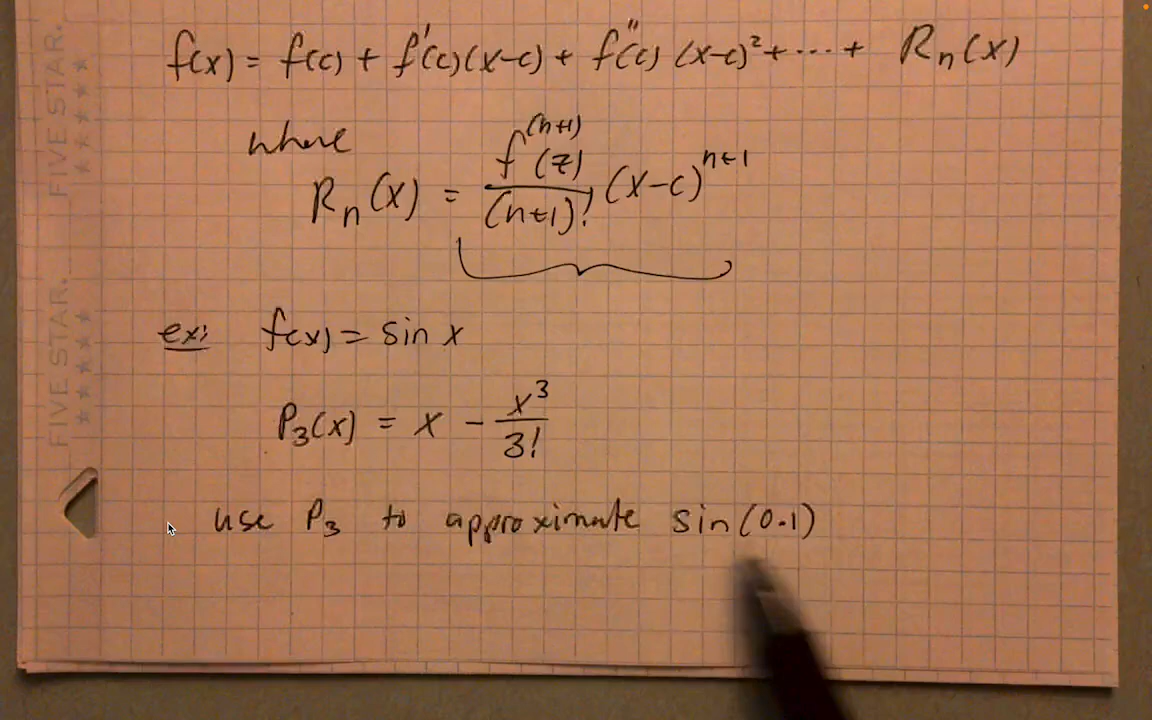 f(x) = f(c) + f'(c)(x-c) + f''(c) (x-c)² + ... + Rₙ(x)
where
Rₙ(x) = f⁽ⁿ⁺¹⁾(z) / (n+1)! (x-c)ⁿ⁺¹
ex: f(x) = sin x
P₃(x) = x - x³/3!
use P₃ to approximate sin(0.1)
FIVE STAR.
FIVE STAR.